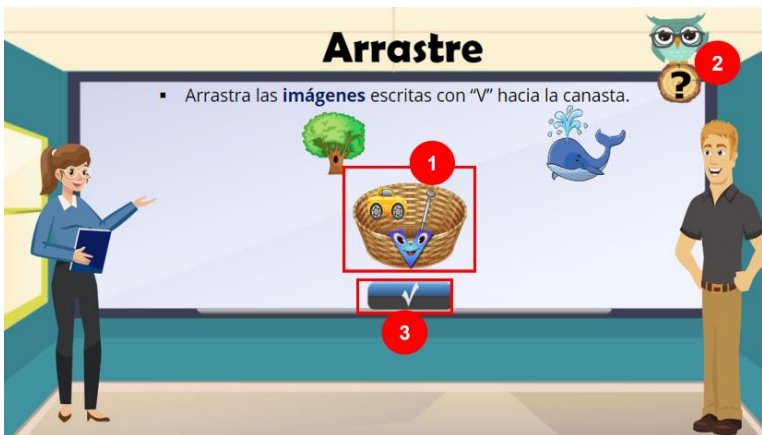 Arrastre
2
?
▪ Arrastra las imágenes escritas con “V” hacia la canasta.
1
3